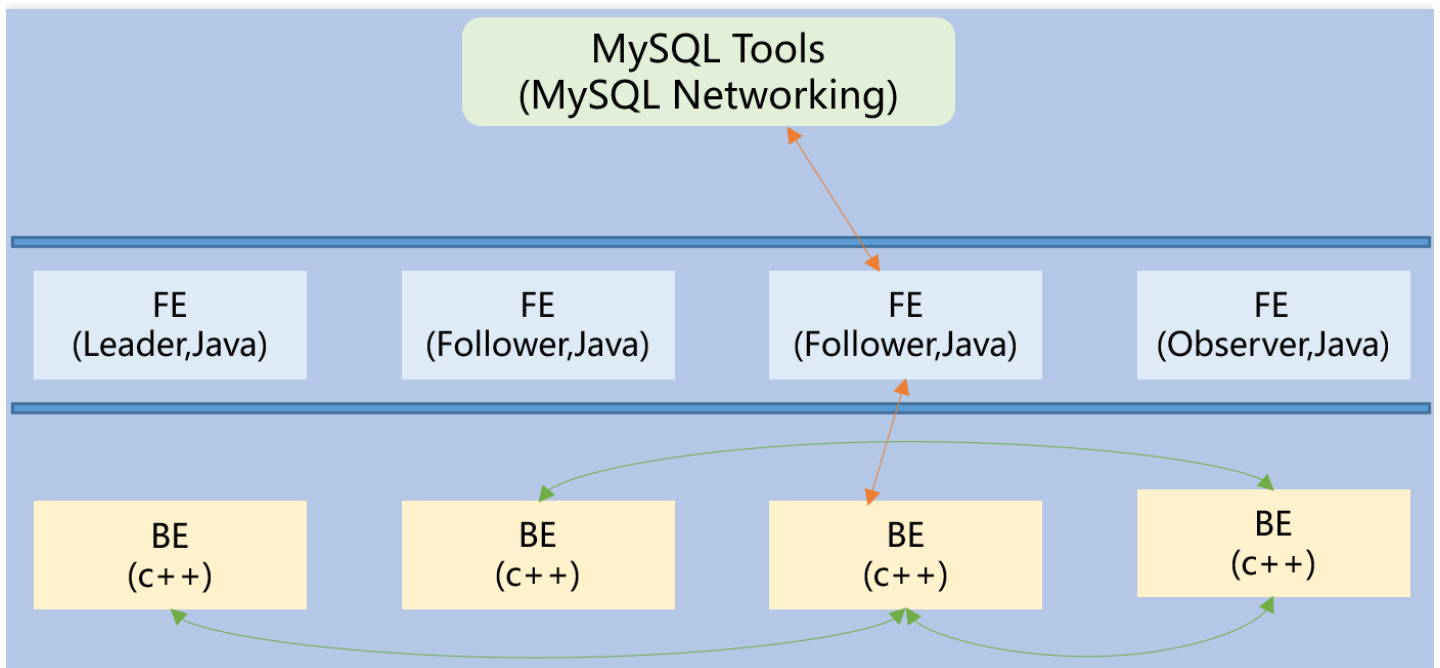 MySQL Tools
(MySQL Networking)
FE
(Leader,Java)
FE
(Follower,Java)
FE
(Follower,Java)
FE
(Observer,Java)
BE
(c++)
BE
(c++)
BE
(c++)
BE
(c++)